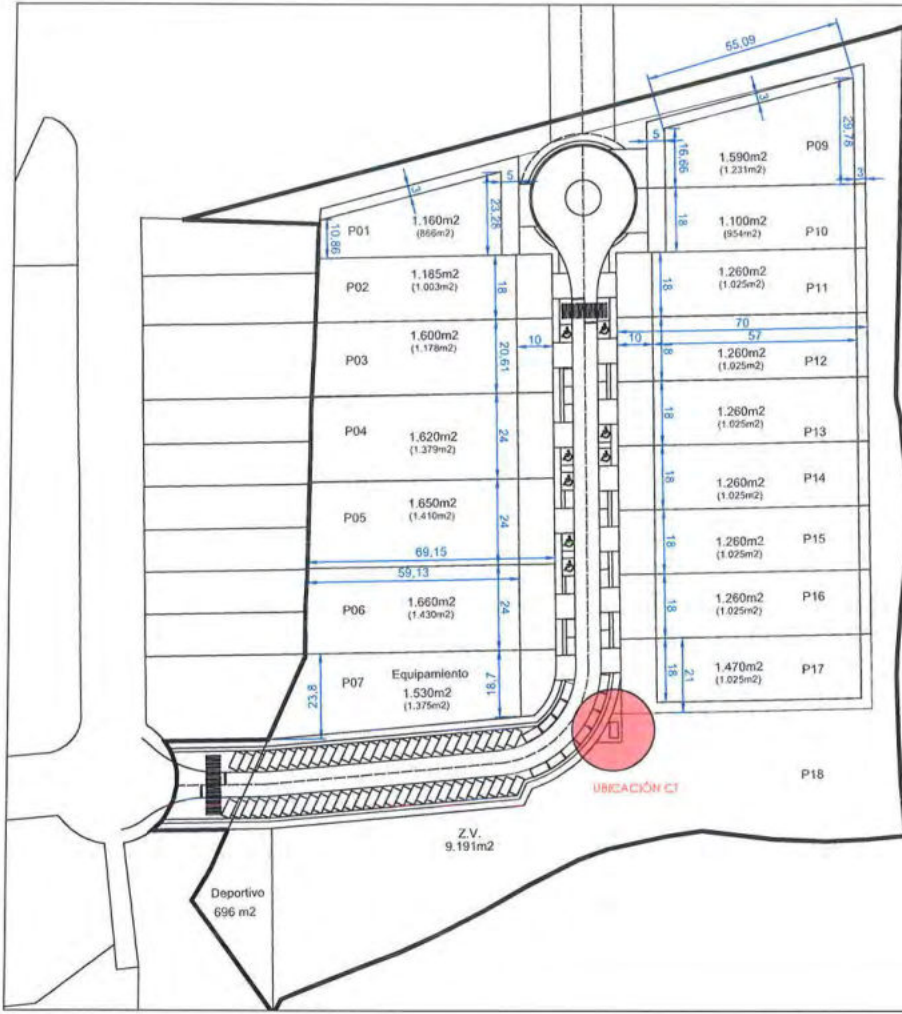 55,09
3
29,78
5
16,66
1.590m2
(1.231m2)
P09
3
5
3
23,28
10,86
P01
1.160m2
(866m2)
18
1.100m2
(954m2)
P10
P02
1.185m2
(1.003m2)
18
18
1.260m2
(1.025m2)
P11
70
57
10
10
P03
1.600m2
(1.178m2)
20,61
18
1.260m2
(1.025m2)
P12
P04
1.620m2
(1.379m2)
24
18
1.260m2
(1.025m2)
P13
18
1.260m2
(1.025m2)
P14
P05
1.650m2
(1.410m2)
24
18
1.260m2
(1.025m2)
P15
69,15
59,13
P06
1.660m2
(1.430m2)
24
18
1.260m2
(1.025m2)
P16
P07
Equipamiento
1.530m2
(1.375m2)
23,8
18,7
18
21
1.470m2
(1.025m2)
P17
UBICACIÓN CT
P18
Z.V.
9.191m2
Deportivo
696 m2